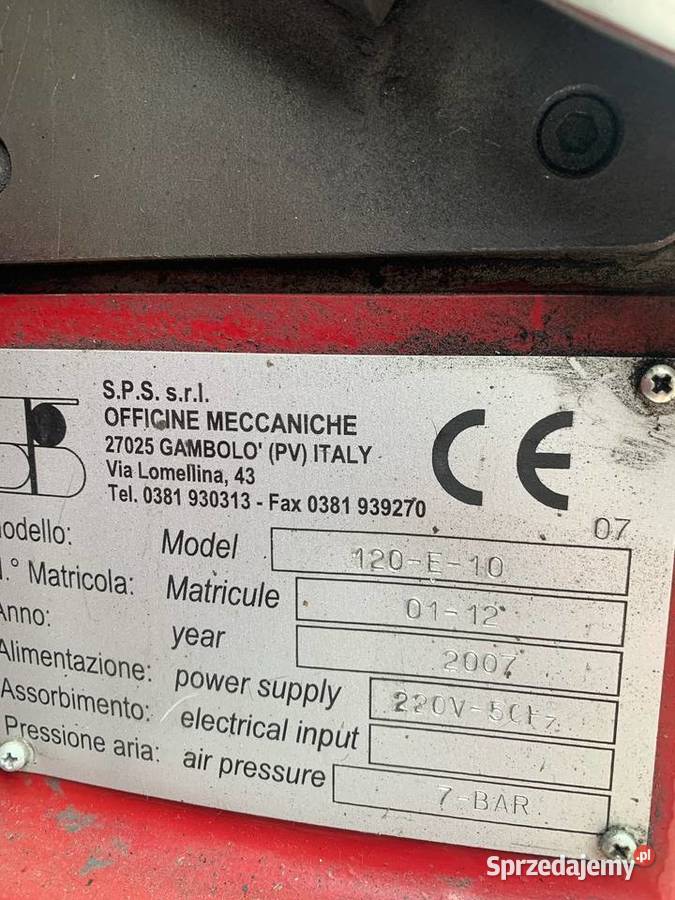 S.P.S. s.r.l.
OFFICINE MECCANICHE
27025 GAMBOLO' (PV) ITALY
Via Lomellina, 43
Tel. 0381 930313 - Fax 0381 939270
CE
07
odello: Model 120-E-10
.° Matricola: Matricule 01-12
Anno: year 2007
Alimentazione: power supply 220V-50Hz
Assorbimento: electrical input
Pressione aria: air pressure 7-BAR
Sprzedajemy.pl